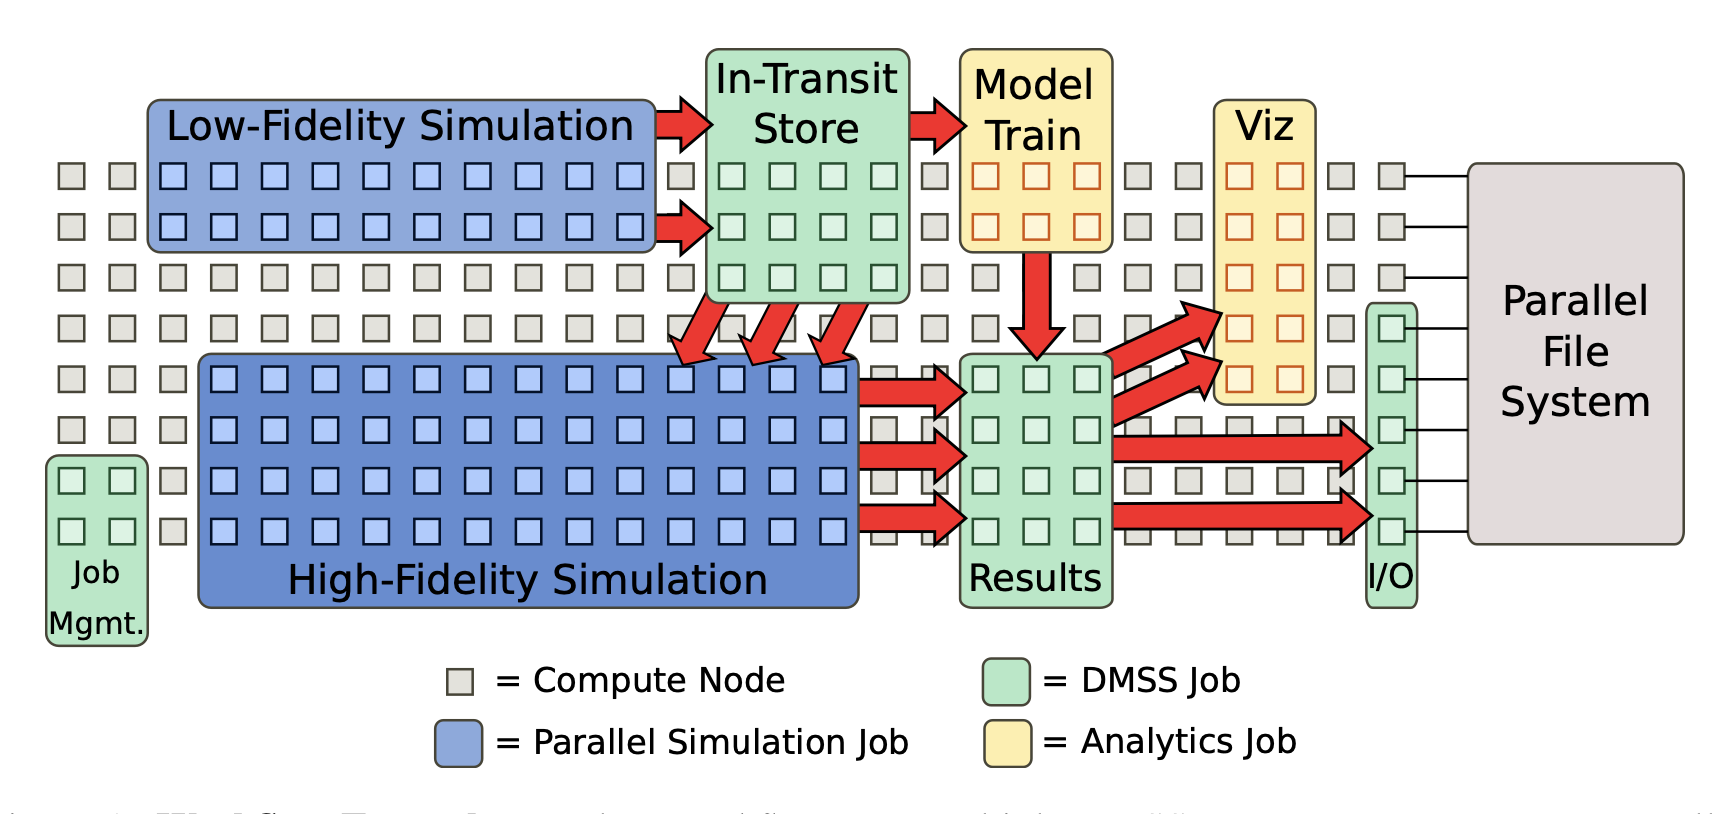 Low-Fidelity Simulation
In-Transit
Store
Model
Train
Viz
Parallel
File
System
Job
Mgmt.
High-Fidelity Simulation
Results
I/O
= Compute Node
= DMSS Job
= Parallel Simulation Job
= Analytics Job